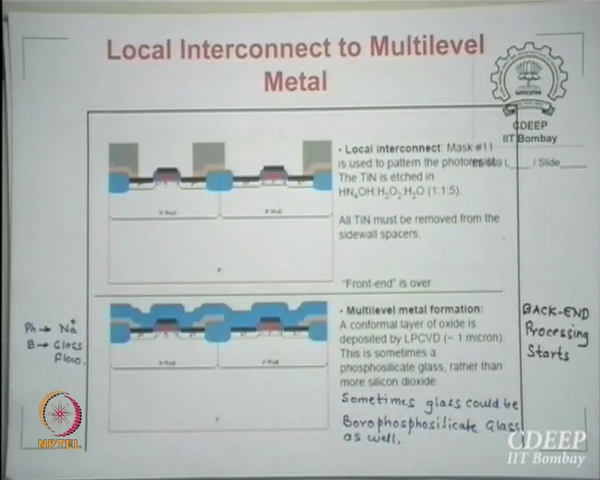 Local Interconnect to Multilevel
Metal
CDEEP
IIT Bombay
/ Slide
• Local interconnect: Mask #11
is used to pattern the photoresist.
The TiN is etched in
HN4OH:H2O2:H2O (1:1:5).
All TiN must be removed from the
sidewall spacers.
"Front-end" is over
N Well
P Well
P
• Multilevel metal formation:
A conformal layer of oxide is
deposited by LPCVD (~ 1 micron).
This is sometimes a
phosphosilicate glass, rather than
more silicon dioxide.
Sometimes glass could be
Borophosphosilicate Glass
as well.
N Well
P Well
P
Ph → Na+
B → Glass
Flow.
BACK-END
Processing
Starts
NPTEL
CDEEP
IIT Bombay